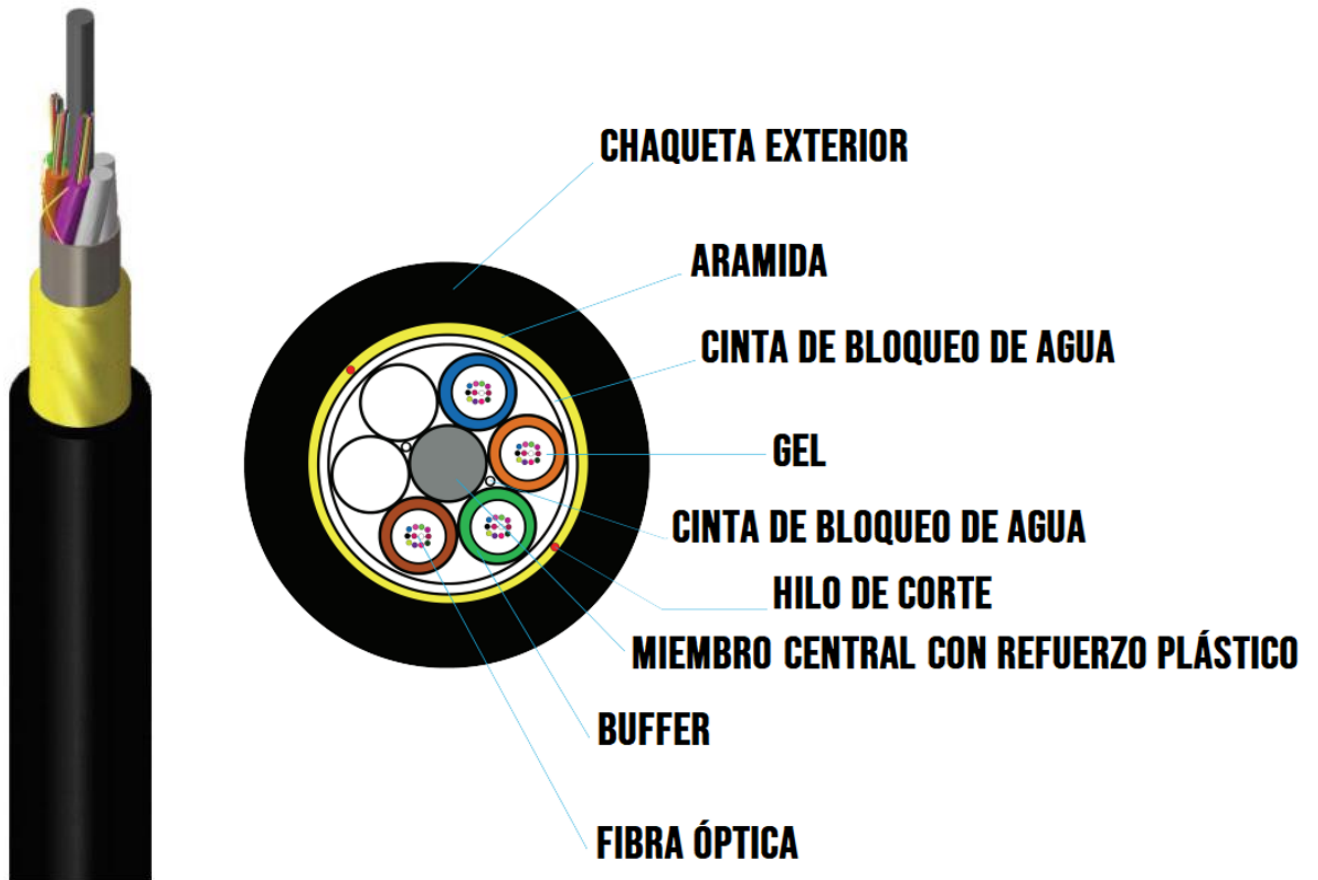 CHAQUETA EXTERIOR
ARAMIDA
CINTA DE BLOQUEO DE AGUA
GEL
CINTA DE BLOQUEO DE AGUA
HILO DE CORTE
MIEMBRO CENTRAL CON REFUERZO PLÁSTICO
BUFFER
FIBRA ÓPTICA